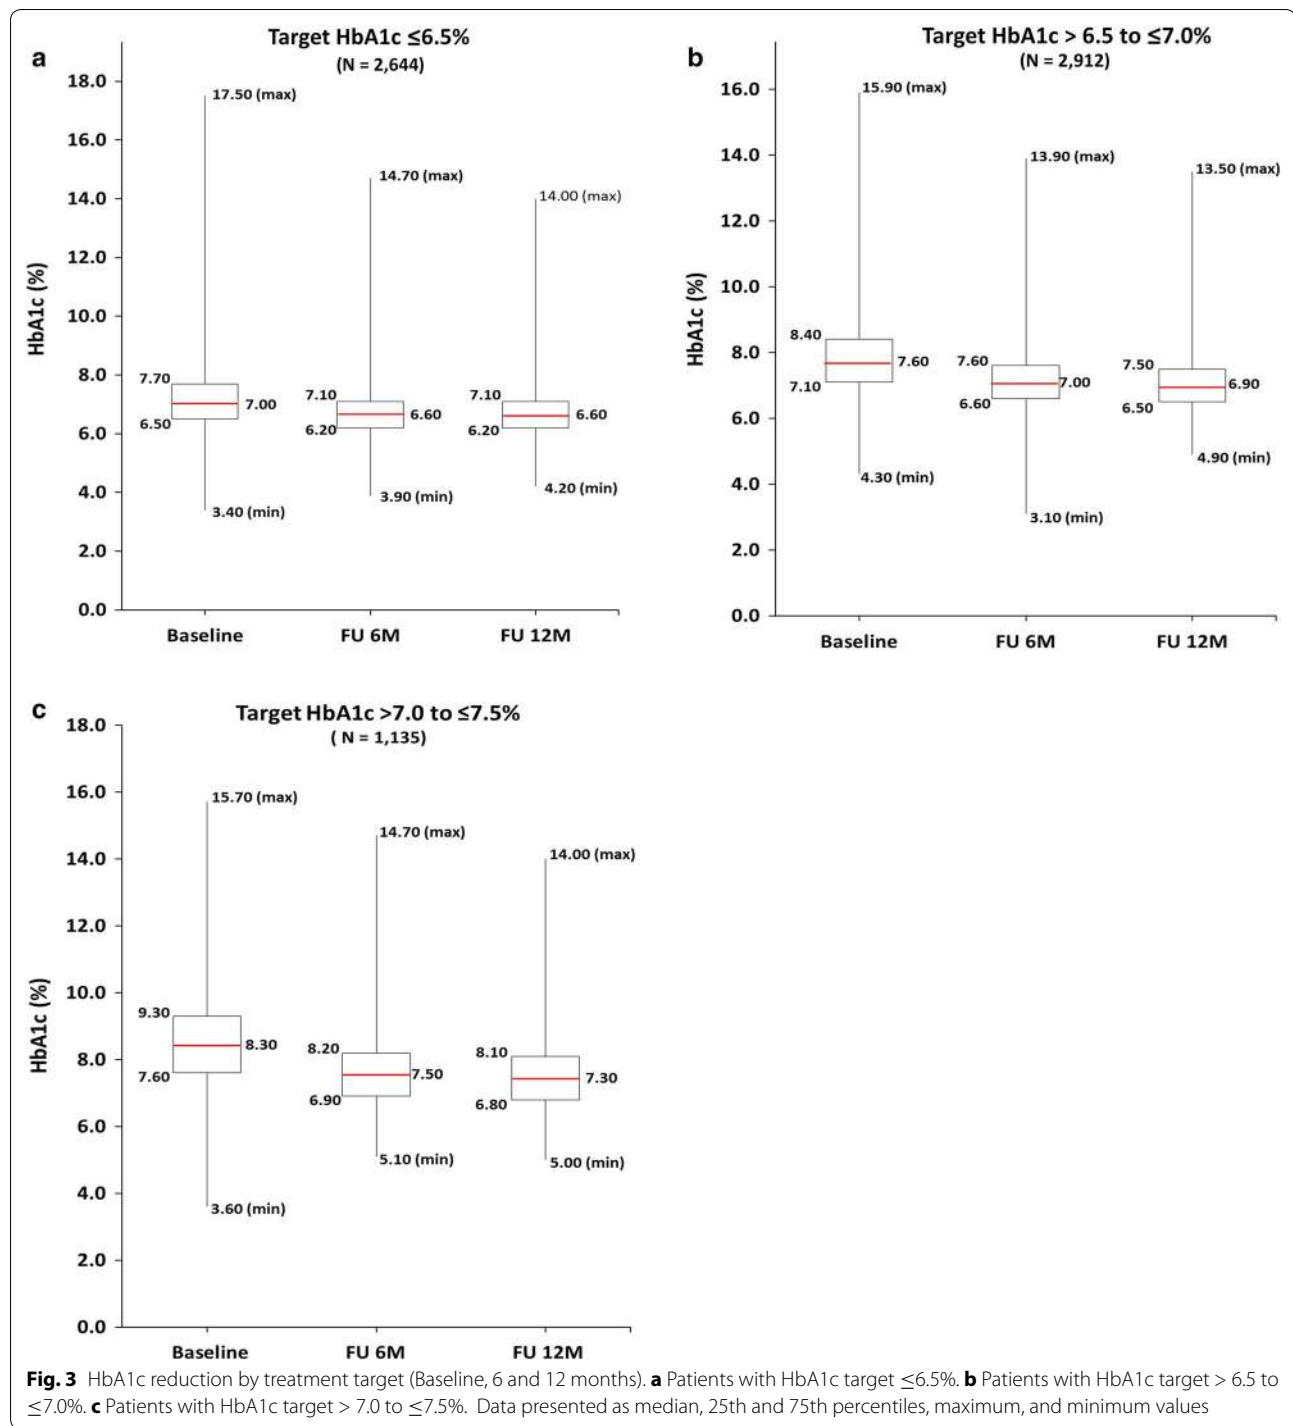 a
Target HbA1c ≤6.5%
(N = 2,644)
HbA1c (%)
18.0
16.0
14.0
12.0
10.0
8.0
6.0
4.0
2.0
0.0
17.50 (max)
7.70
7.00
6.50
3.40 (min)
14.70 (max)
7.10
6.60
6.20
3.90 (min)
14.00 (max)
7.10
6.60
6.20
4.20 (min)
Baseline FU 6M FU 12M
b
Target HbA1c > 6.5 to ≤7.0%
(N = 2,912)
HbA1c (%)
16.0
14.0
12.0
10.0
8.0
6.0
4.0
2.0
0.0
15.90 (max)
8.40
7.60
7.10
4.30 (min)
13.90 (max)
7.60
7.00
6.60
3.10 (min)
13.50 (max)
7.50
6.90
6.50
4.90 (min)
Baseline FU 6M FU 12M
c
Target HbA1c >7.0 to ≤7.5%
( N = 1,135)
HbA1c (%)
18.0
16.0
14.0
12.0
10.0
8.0
6.0
4.0
2.0
0.0
15.70 (max)
9.30
8.30
7.60
3.60 (min)
14.70 (max)
8.20
7.50
6.90
5.10 (min)
14.00 (max)
8.10
7.30
6.80
5.00 (min)
Baseline FU 6M FU 12M
Fig. 3 HbA1c reduction by treatment target (Baseline, 6 and 12 months). a Patients with HbA1c target ≤6.5%. b Patients with HbA1c target > 6.5 to
≤7.0%. c Patients with HbA1c target > 7.0 to ≤7.5%. Data presented as median, 25th and 75th percentiles, maximum, and minimum values